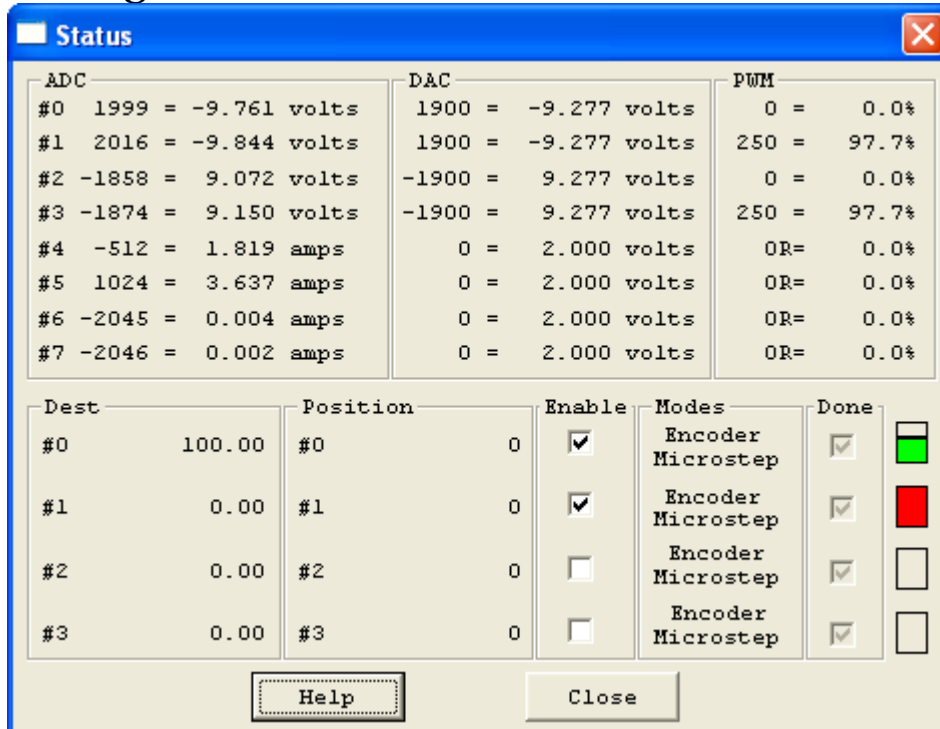 Status
ADC DAC PWM
#0 1999 = -9.761 volts 1900 = -9.277 volts 0 = 0.0%
#1 2016 = -9.844 volts 1900 = -9.277 volts 250 = 97.7%
#2 -1858 = 9.072 volts -1900 = 9.277 volts 0 = 0.0%
#3 -1874 = 9.150 volts -1900 = 9.277 volts 250 = 97.7%
#4 -512 = 1.819 amps 0 = 2.000 volts OR= 0.0%
#5 1024 = 3.637 amps 0 = 2.000 volts OR= 0.0%
#6 -2045 = 0.004 amps 0 = 2.000 volts OR= 0.0%
#7 -2046 = 0.002 amps 0 = 2.000 volts OR= 0.0%
Dest Position Enable Modes Done
#0 100.00 #0 0 Encoder
Microstep
#1 0.00 #1 0 Encoder
Microstep
#2 0.00 #2 0 Encoder
Microstep
#3 0.00 #3 0 Encoder
Microstep
Help Close